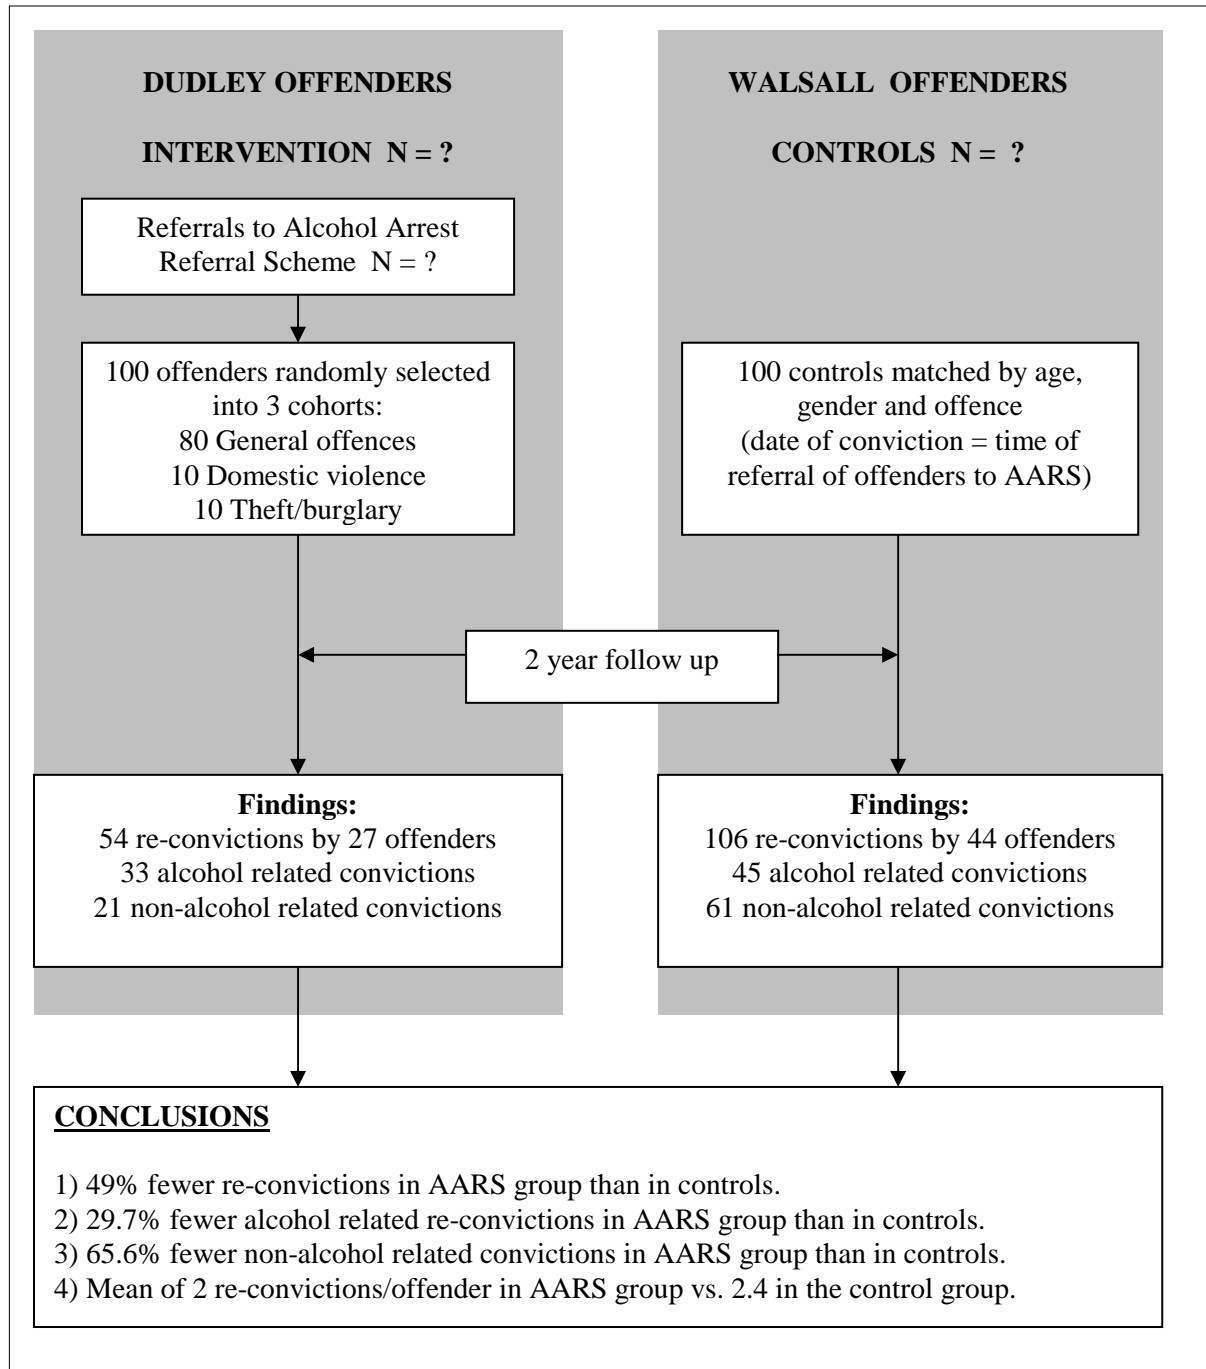 DUDLEY OFFENDERS
INTERVENTION N = ?
Referrals to Alcohol Arrest
Referral Scheme N = ?
100 offenders randomly selected
into 3 cohorts:
80 General offences
10 Domestic violence
10 Theft/burglary
WALSALL OFFENDERS
CONTROLS N = ?
100 controls matched by age,
gender and offence
(date of conviction = time of
referral of offenders to AARS)
2 year follow up
Findings:
54 re-convictions by 27 offenders
33 alcohol related convictions
21 non-alcohol related convictions
Findings:
106 re-convictions by 44 offenders
45 alcohol related convictions
61 non-alcohol related convictions
CONCLUSIONS
1) 49% fewer re-convictions in AARS group than in controls.
2) 29.7% fewer alcohol related re-convictions in AARS group than in controls.
3) 65.6% fewer non-alcohol related convictions in AARS group than in controls.
4) Mean of 2 re-convictions/offender in AARS group vs. 2.4 in the control group.